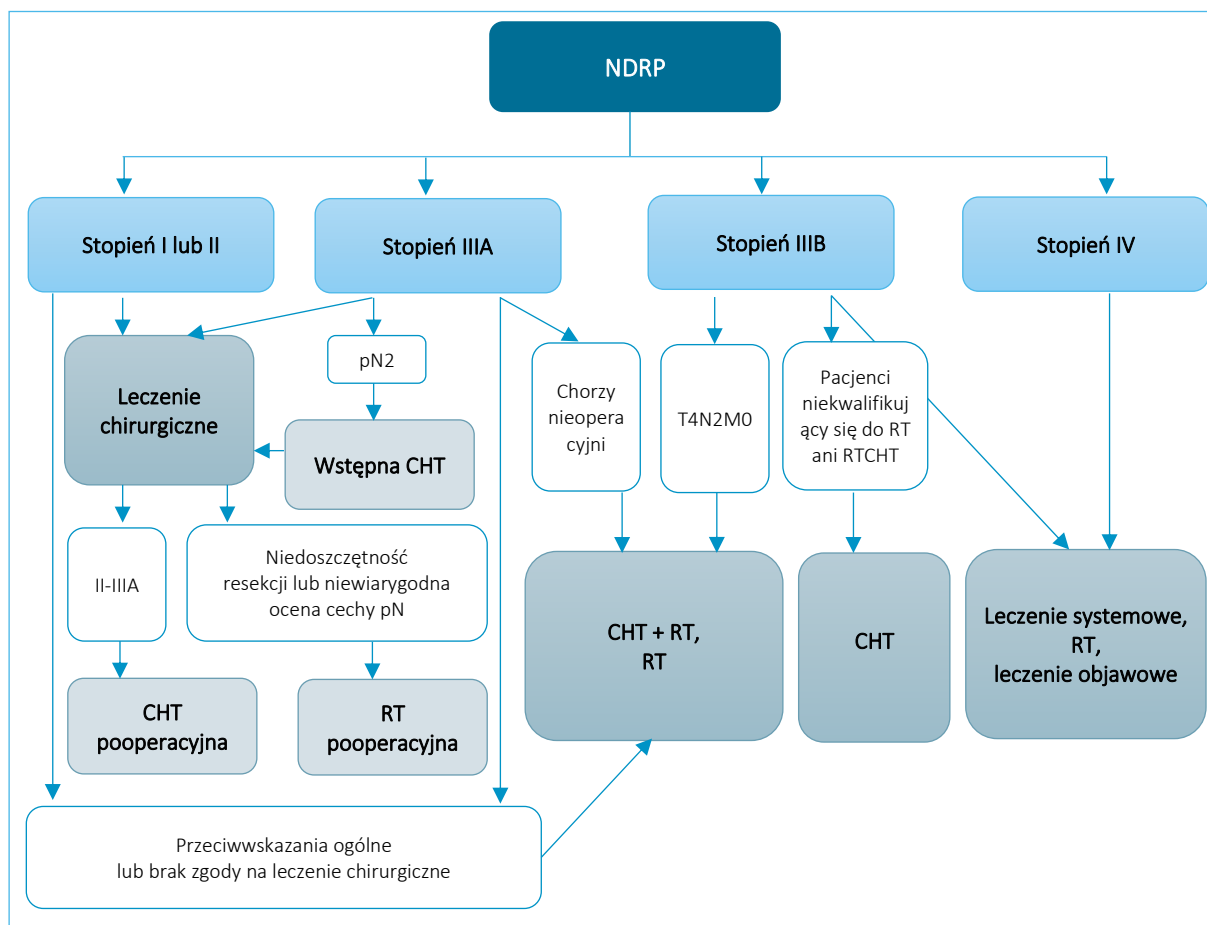 NDRP
Stopień I lub II
Stopień IIIA
Stopień IIIB
Stopień IV
Leczenie
chirurgiczne
pN2
Wstępna CHT
Chorzy
nieopera
cyjni
T4N2M0
Pacjenci
niekwalifikuj
ący się do RT
ani RTCHT
II-IIIA
Niedoszczętność
resekcji lub niewiarygodna
ocena cechy pN
CHT + RT,
RT
CHT
Leczenie systemowe,
RT,
leczenie objawowe
CHT
pooperacyjna
RT
pooperacyjna
Przeciwwskazania ogólne
lub brak zgody na leczenie chirurgiczne